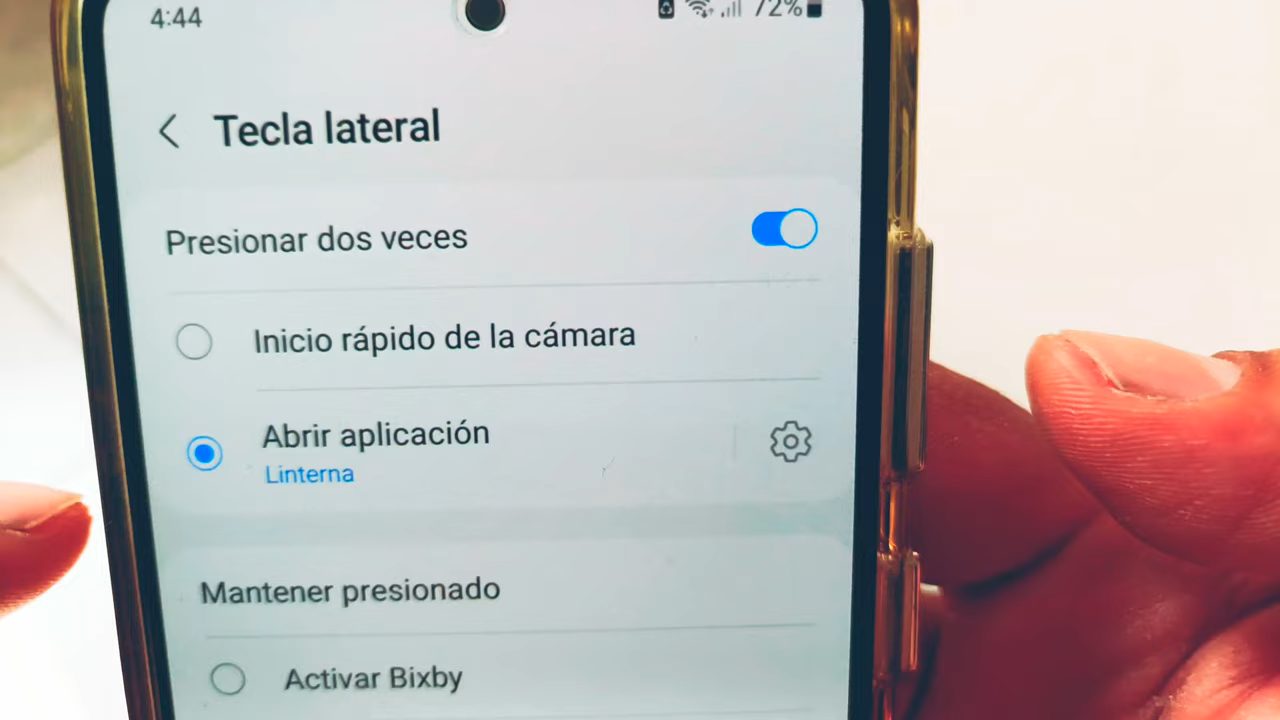 4:44
72%
Tecla lateral
Presionar dos veces
Inicio rápido de la cámara
Abrir aplicación
Linterna
Mantener presionado
Activar Bixby